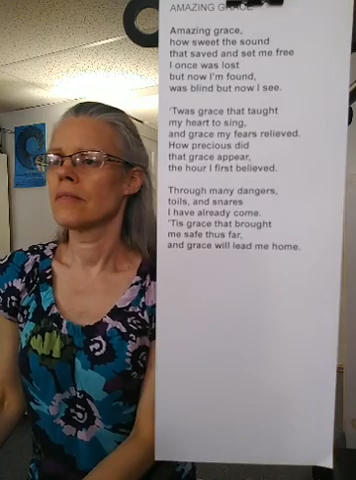 AMAZING GRACE
Amazing grace,
how sweet the sound
that saved and set me free
I once was lost
but now I'm found,
was blind but now I see.
'Twas grace that taught
my heart to sing,
and grace my fears relieved.
How precious did
that grace appear,
the hour I first believed.
Through many dangers,
toils, and snares
I have already come.
'Tis grace that brought
me safe thus far,
and grace will lead me home.